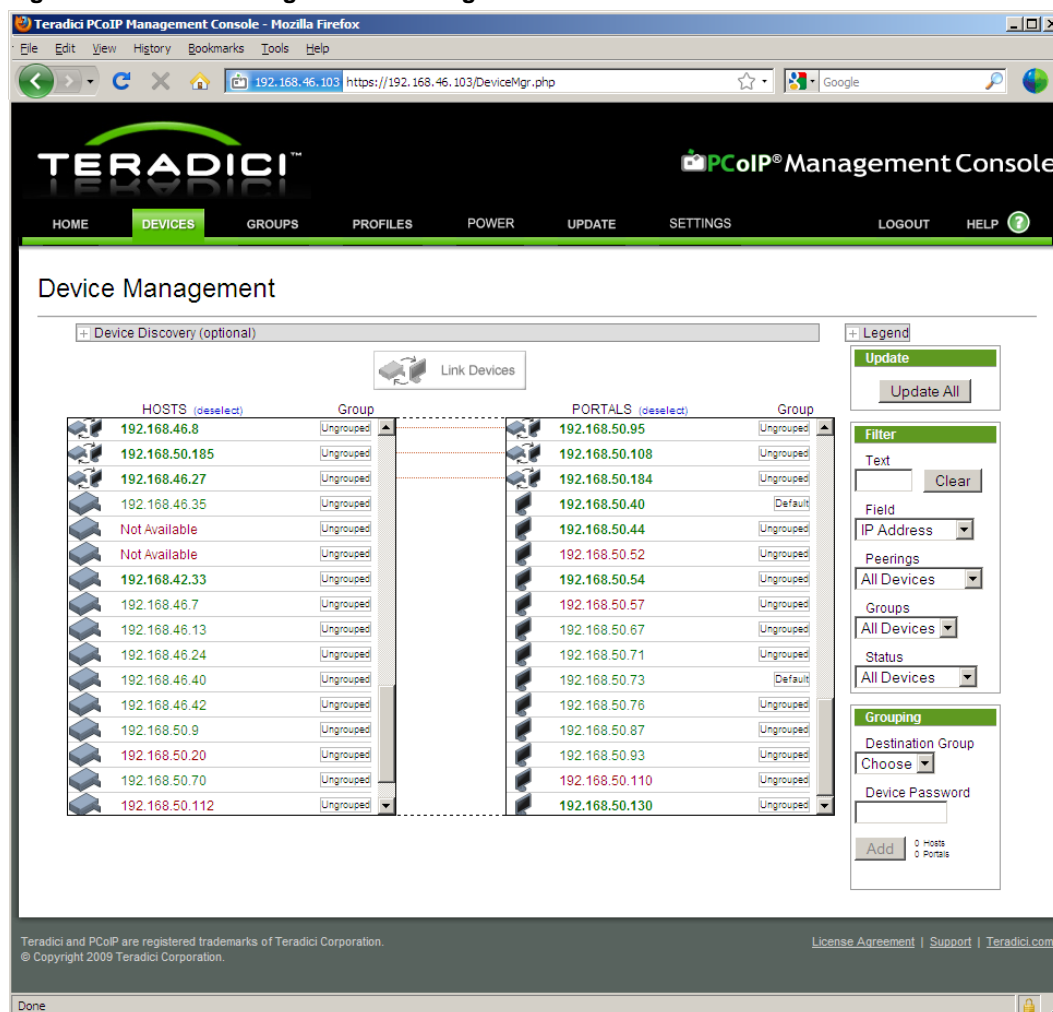 Teradici PCoIP Management Console - Mozilla Firefox
File Edit View History Bookmarks Tools Help
192.168.46.103 https://192.168.46.103/DeviceMgr.php Google
TERADICI™
PCoIP® Management Console
HOME DEVICES GROUPS PROFILES POWER UPDATE SETTINGS LOGOUT HELP ?
Device Management
+ Device Discovery (optional)
+ Legend
Link Devices
HOSTS (deselect) Group PORTALS (deselect) Group
192.168.46.8 Ungrouped 192.168.50.95 Ungrouped
192.168.50.185 Ungrouped 192.168.50.108 Ungrouped
192.168.46.27 Ungrouped 192.168.50.184 Ungrouped
192.168.46.35 Ungrouped 192.168.50.40 Default
Not Available Ungrouped 192.168.50.44 Ungrouped
Not Available Ungrouped 192.168.50.52 Ungrouped
192.168.42.33 Ungrouped 192.168.50.54 Ungrouped
192.168.46.7 Ungrouped 192.168.50.57 Ungrouped
192.168.46.13 Ungrouped 192.168.50.67 Ungrouped
192.168.46.24 Ungrouped 192.168.50.71 Ungrouped
192.168.46.40 Ungrouped 192.168.50.73 Default
192.168.46.42 Ungrouped 192.168.50.76 Ungrouped
192.168.50.9 Ungrouped 192.168.50.87 Ungrouped
192.168.50.20 Ungrouped 192.168.50.93 Ungrouped
192.168.50.70 Ungrouped 192.168.50.110 Ungrouped
192.168.50.112 Ungrouped 192.168.50.130 Ungrouped
Update
Update All
Filter
Text
Clear
Field
IP Address
Peerings
All Devices
Groups
All Devices
Status
All Devices
Grouping
Destination Group
Choose
Device Password
Add
0 Hosts
0 Portals
Teradici and PCoIP are registered trademarks of Teradici Corporation.
© Copyright 2009 Teradici Corporation.
License Agreement | Support | Teradici.com
Done